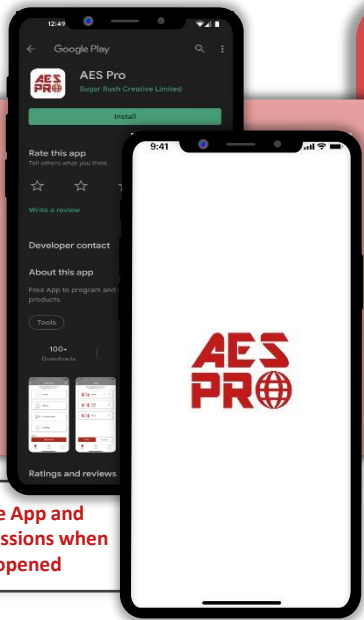 12:49
Google Play
AES
PRO
AES Pro
Sugar Rush Creative Limited
Install
Rate this app
Tell others what you think
Write a review
Developer contact
About this app
Free App to program and
products
Tools
100+
Downloads
Ratings and reviews
9:41
AES
PR
e App and
ssions when
opened